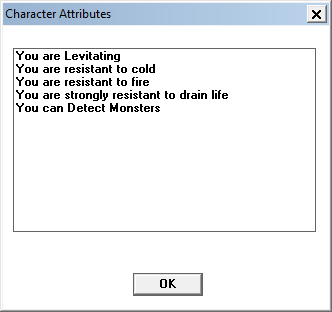 Character Attributes
You are Levitating
You are resistant to cold
You are resistant to fire
You are strongly resistant to drain life
You can Detect Monsters
OK